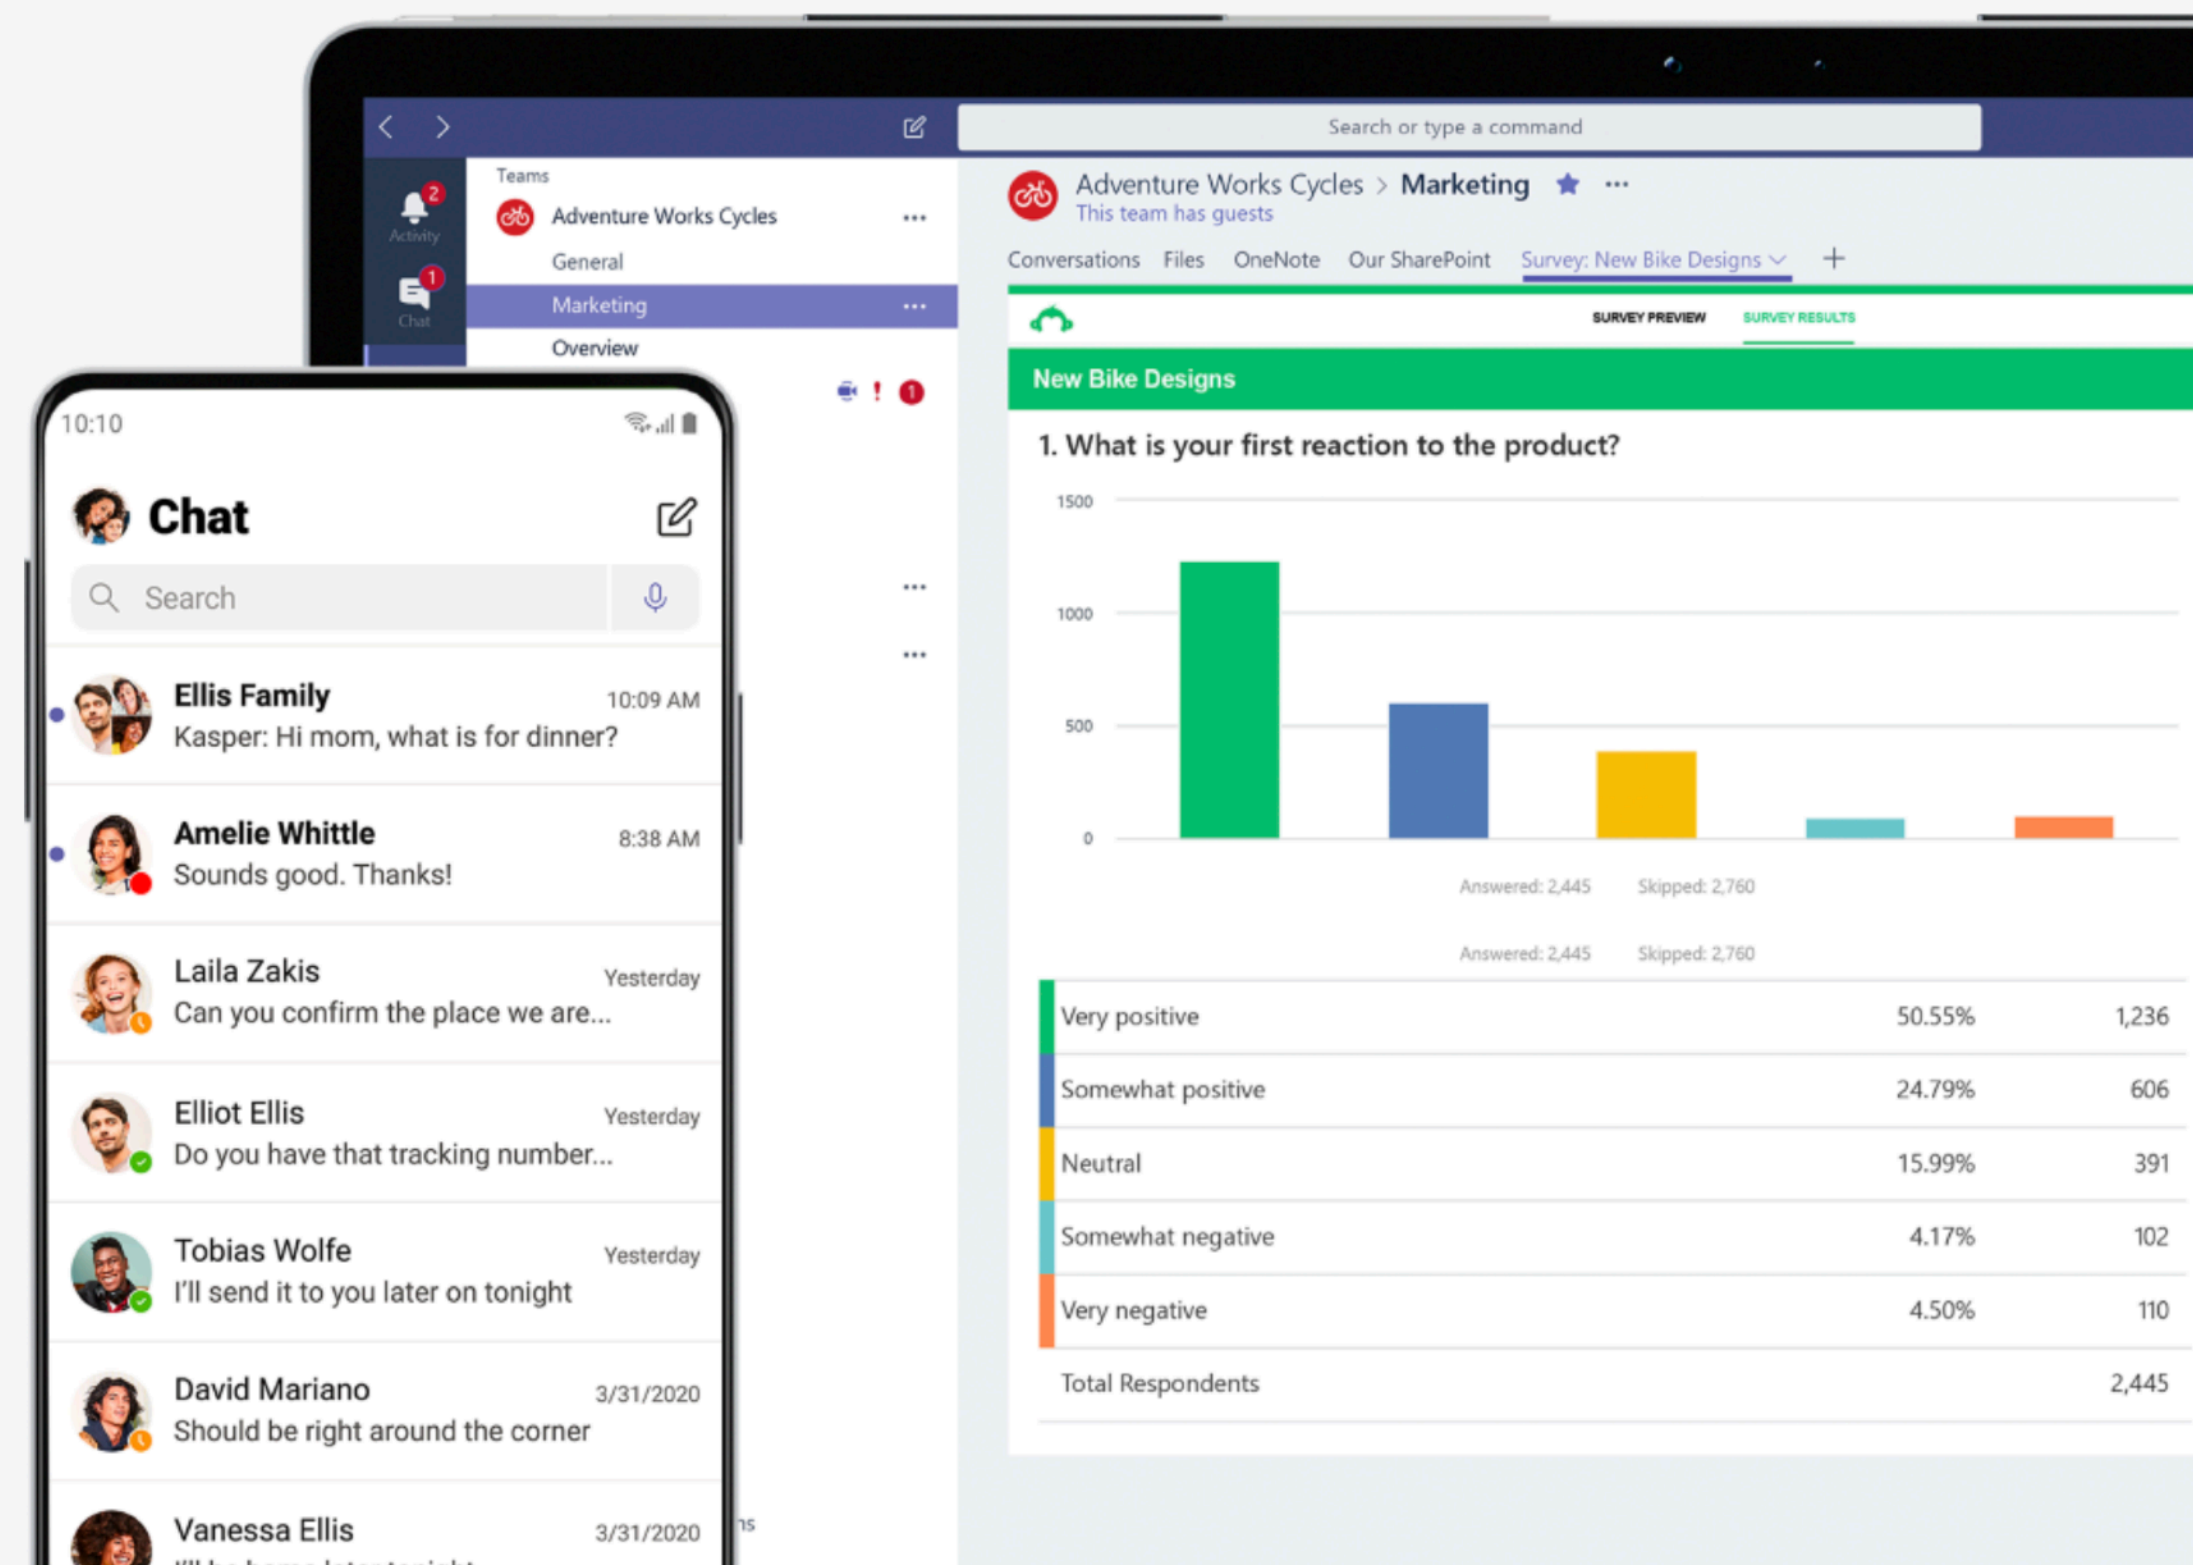 Search or type a command
2
Activity
1
Chat
Teams
Adventure Works Cycles
General
Marketing
Overview
! 1
Adventure Works Cycles > Marketing
This team has guests
Conversations Files OneNote Our SharePoint Survey: New Bike Designs +
SURVEY PREVIEW SURVEY RESULTS
New Bike Designs
1. What is your first reaction to the product?
1500
1000
500
0
Answered: 2,445 Skipped: 2,760
Answered: 2,445 Skipped: 2,760
Very positive 50.55% 1,236
Somewhat positive 24.79% 606
Neutral 15.99% 391
Somewhat negative 4.17% 102
Very negative 4.50% 110
Total Respondents 2,445
10:10
Chat
Search
Ellis Family 10:09 AM
Kasper: Hi mom, what is for dinner?
Amelie Whittle 8:38 AM
Sounds good. Thanks!
Laila Zakis Yesterday
Can you confirm the place we are...
Elliot Ellis Yesterday
Do you have that tracking number...
Tobias Wolfe Yesterday
I'll send it to you later on tonight
David Mariano 3/31/2020
Should be right around the corner
Vanessa Ellis 3/31/2020